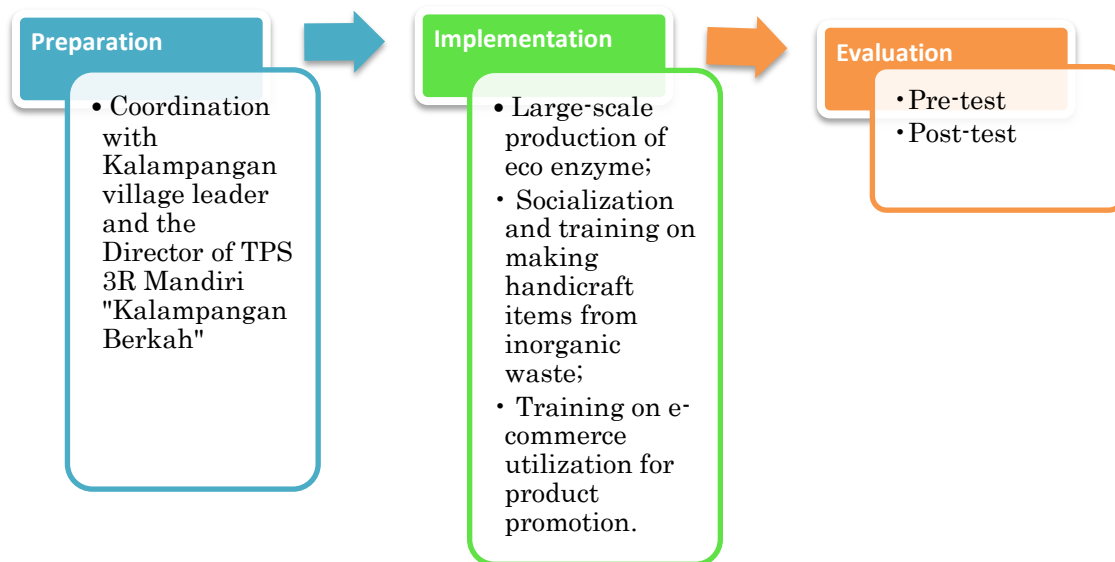 Preparation
• Coordination
with
Kalampangan
village leader
and the
Director of TPS
3R Mandiri
"Kalampangan
Berkah"
Implementation
• Large-scale
production of
eco enzyme;
• Socialization
and training on
making
handicraft
items from
inorganic
waste;
• Training on e-
commerce
utilization for
product
promotion.
Evaluation
• Pre-test
• Post-test